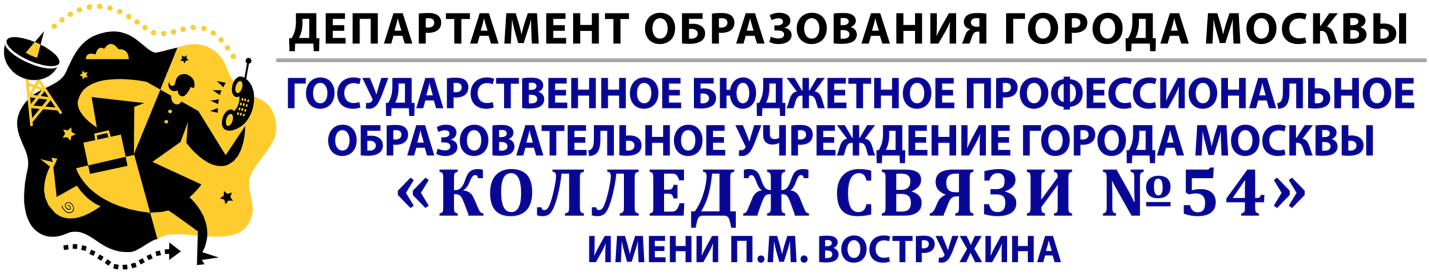 ДЕПАРТАМЕНТ ОБРАЗОВАНИЯ ГОРОДА МОСКВЫ
ГОСУДАРСТВЕННОЕ БЮДЖЕТНОЕ ПРОФЕССИОНАЛЬНОЕ
ОБРАЗОВАТЕЛЬНОЕ УЧРЕЖДЕНИЕ ГОРОДА МОСКВЫ
«КОЛЛЕДЖ СВЯЗИ №54»
ИМЕНИ П.М. ВОСТРУХИНА